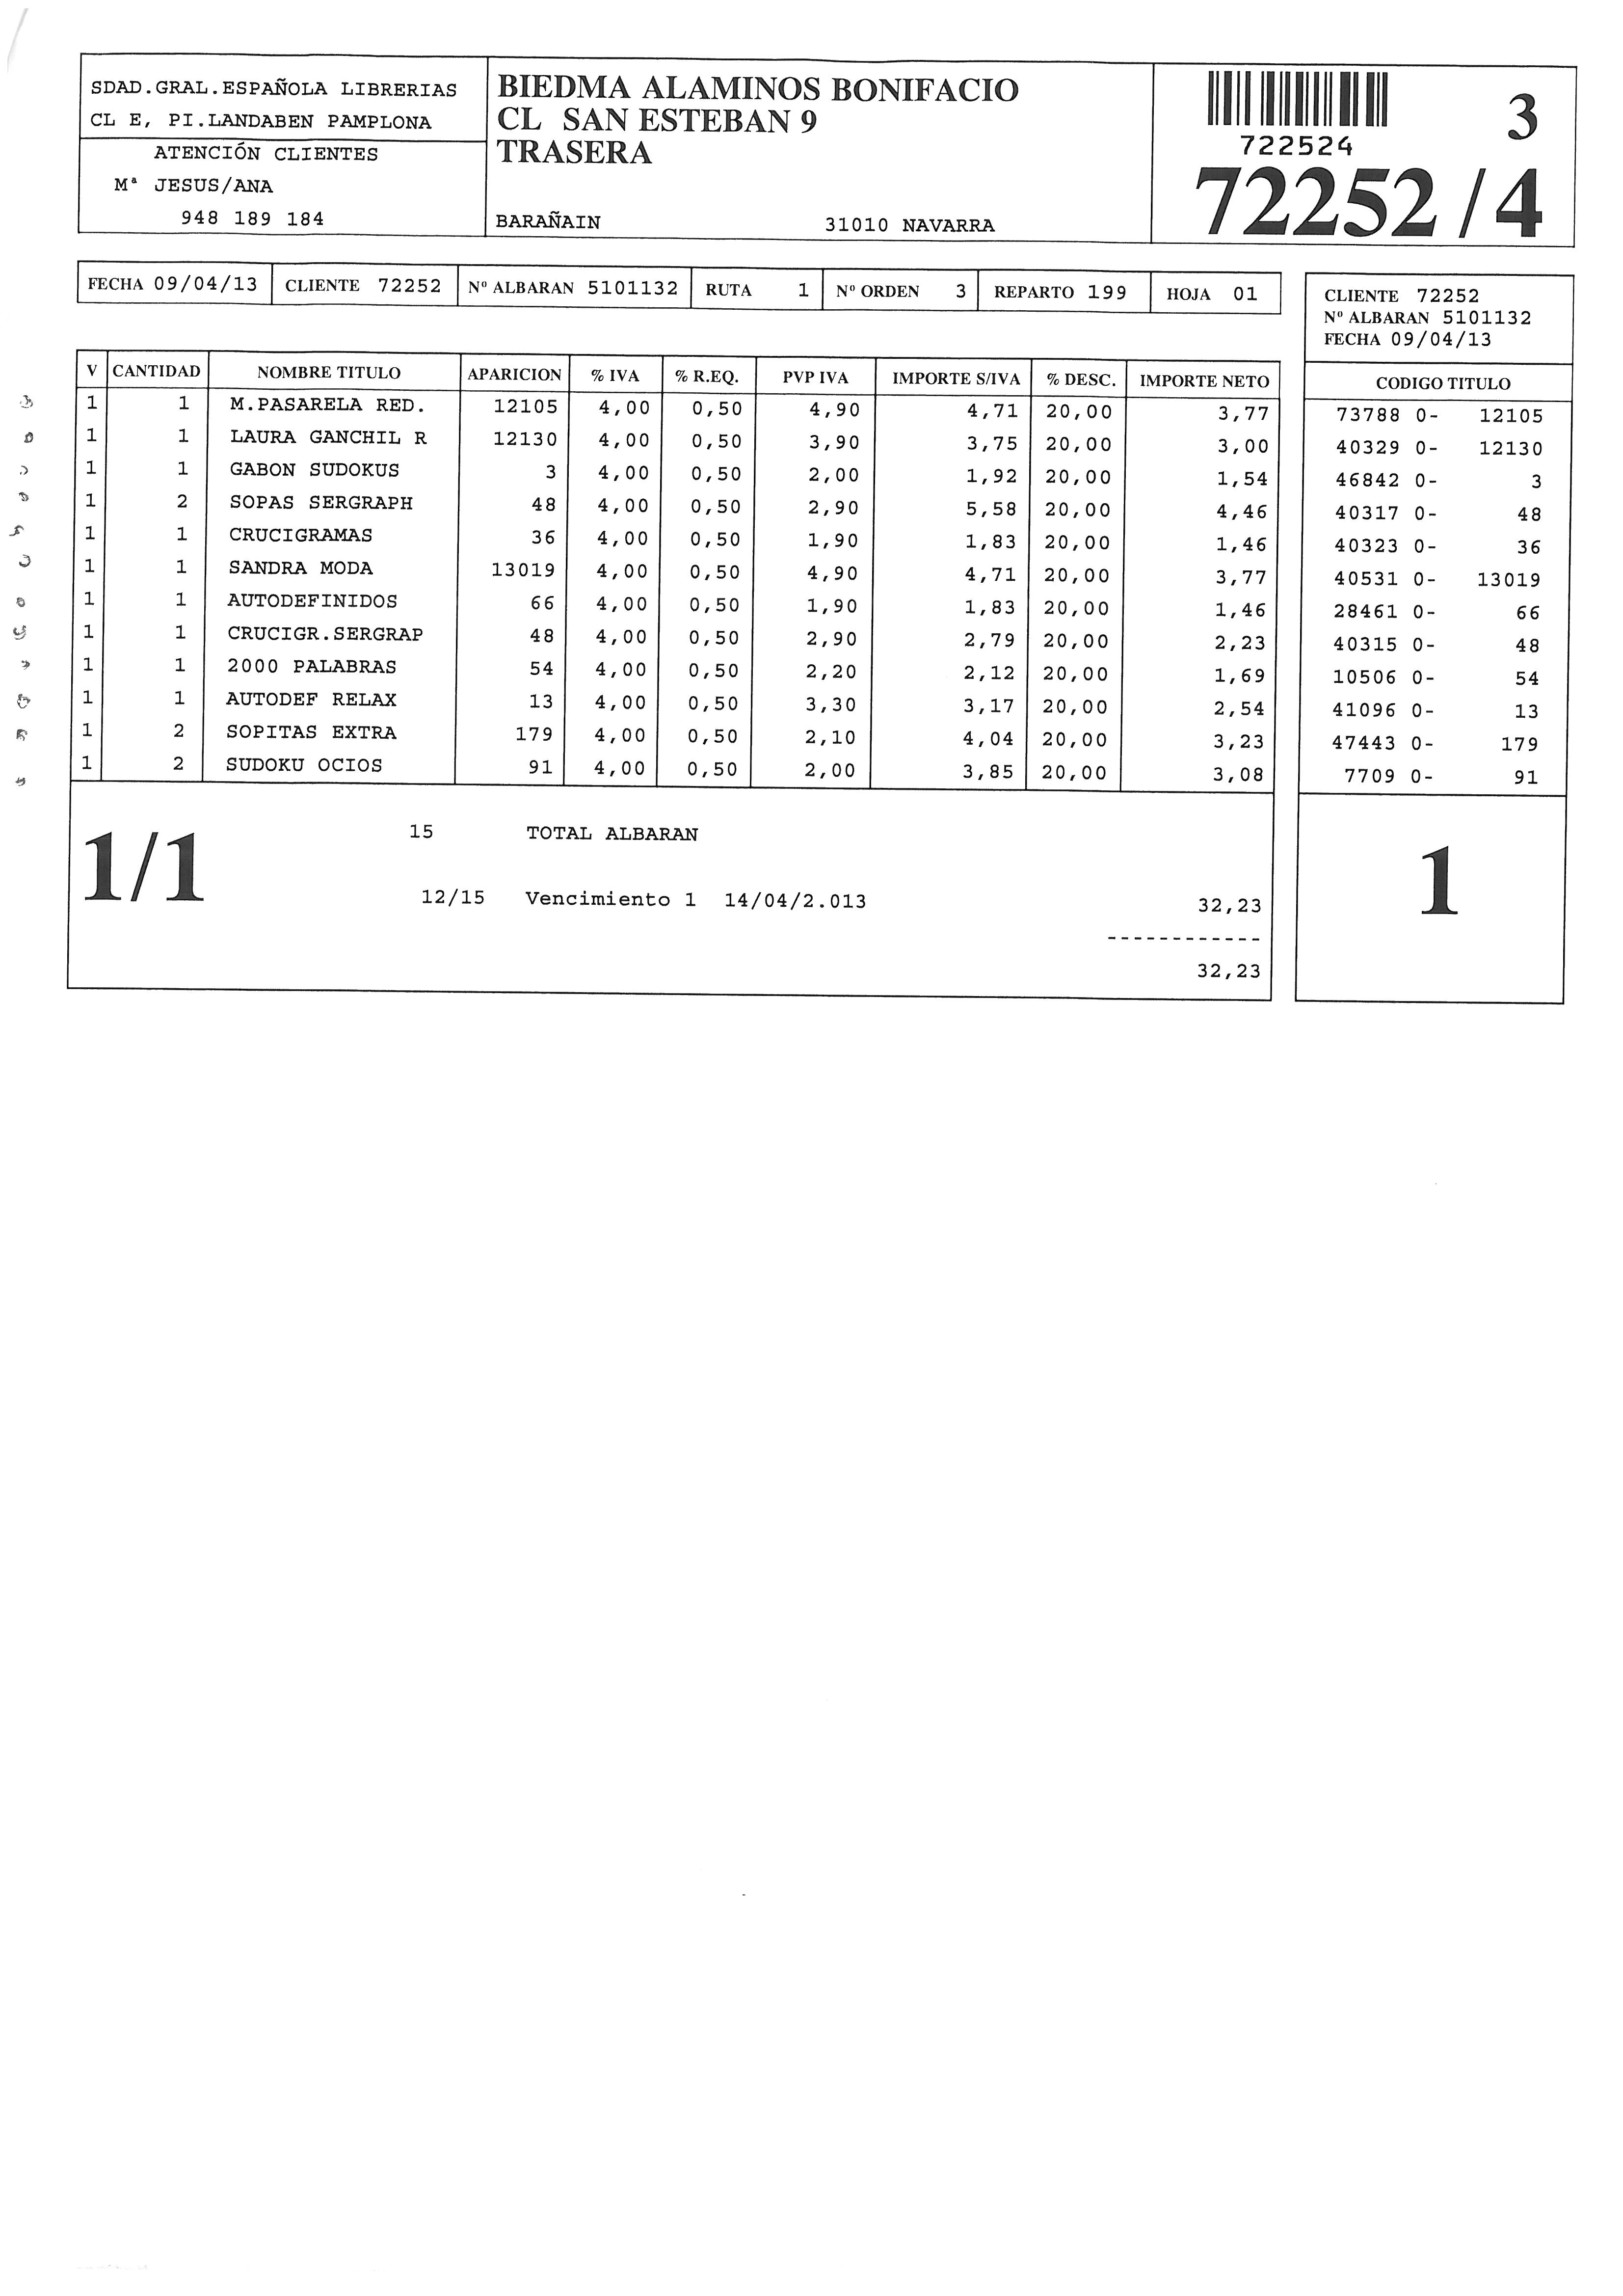 SDAD.GRAL.ESPAÑOLA LIBRERIAS
CL E, PI.LANDABEN PAMPLONA
ATENCIÓN CLIENTES
Mª JESUS/ANA
948 189 184
BIEDMA ALAMINOS BONIFACIO
CL SAN ESTEBAN 9
TRASERA
BARAÑAIN 31010 NAVARRA
3
722524
72252 / 4
FECHA 09/04/13 CLIENTE 72252 Nº ALBARAN 5101132 RUTA 1 Nº ORDEN 3 REPARTO 199 HOJA 01
CLIENTE 72252
Nº ALBARAN 5101132
FECHA 09/04/13
V CANTIDAD NOMBRE TITULO APARICION % IVA % R.EQ. PVP IVA IMPORTE S/IVA % DESC. IMPORTE NETO CODIGO TITULO
1 1 M.PASARELA RED. 12105 4,00 0,50 4,90 4,71 20,00 3,77 73788 0- 12105
1 1 LAURA GANCHIL R 12130 4,00 0,50 3,90 3,75 20,00 3,00 40329 0- 12130
1 1 GABON SUDOKUS 3 4,00 0,50 2,00 1,92 20,00 1,54 46842 0- 3
1 2 SOPAS SERGRAPH 48 4,00 0,50 2,90 5,58 20,00 4,46 40317 0- 48
1 1 CRUCIGRAMAS 36 4,00 0,50 1,90 1,83 20,00 1,46 40323 0- 36
1 1 SANDRA MODA 13019 4,00 0,50 4,90 4,71 20,00 3,77 40531 0- 13019
1 1 AUTODEFINIDOS 66 4,00 0,50 1,90 1,83 20,00 1,46 28461 0- 66
1 1 CRUCIGR.SERGRAP 48 4,00 0,50 2,90 2,79 20,00 2,23 40315 0- 48
1 1 2000 PALABRAS 54 4,00 0,50 2,20 2,12 20,00 1,69 10506 0- 54
1 1 AUTODEF RELAX 13 4,00 0,50 3,30 3,17 20,00 2,54 41096 0- 13
1 2 SOPITAS EXTRA 179 4,00 0,50 2,10 4,04 20,00 3,23 47443 0- 179
1 2 SUDOKU OCIOS 91 4,00 0,50 2,00 3,85 20,00 3,08 7709 0- 91
1/1
15 TOTAL ALBARAN
12/15 Vencimiento 1 14/04/2.013 32,23
------------
32,23
1